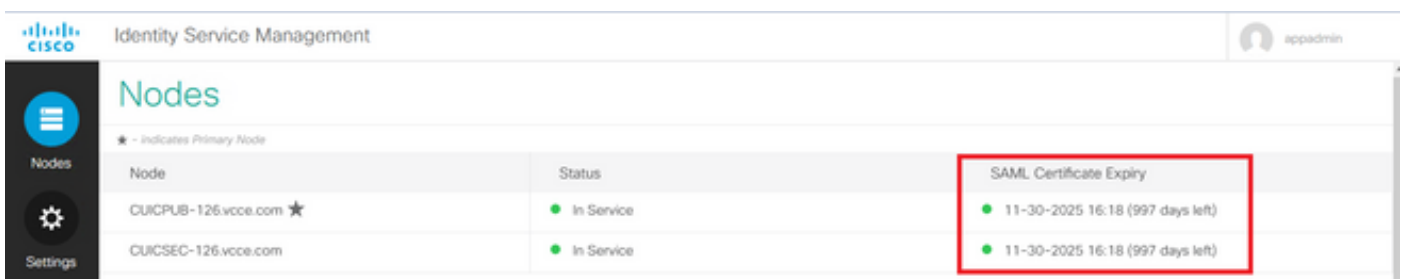 CISCO Identity Service Management appadmin
Nodes
★ - indicates Primary Node
Nodes
Node Status SAML Certificate Expiry
CUICPUB-126.vcce.com ★ In Service 11-30-2025 16:18 (997 days left)
CUICSEC-126.vcce.com In Service 11-30-2025 16:18 (997 days left)
Settings